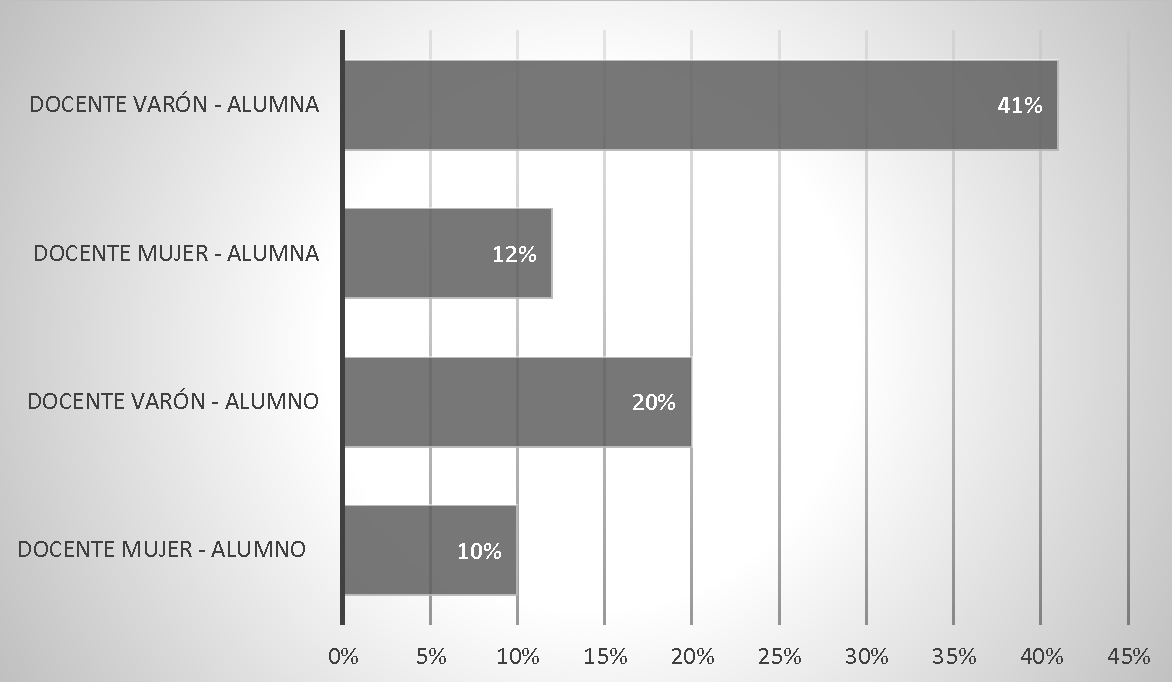 DOCENTE VARÓN - ALUMNA
41%
DOCENTE MUJER - ALUMNA
12%
DOCENTE VARÓN - ALUMNO
20%
DOCENTE MUJER - ALUMNO
10%
0% 5% 10% 15% 20% 25% 30% 35% 40% 45%